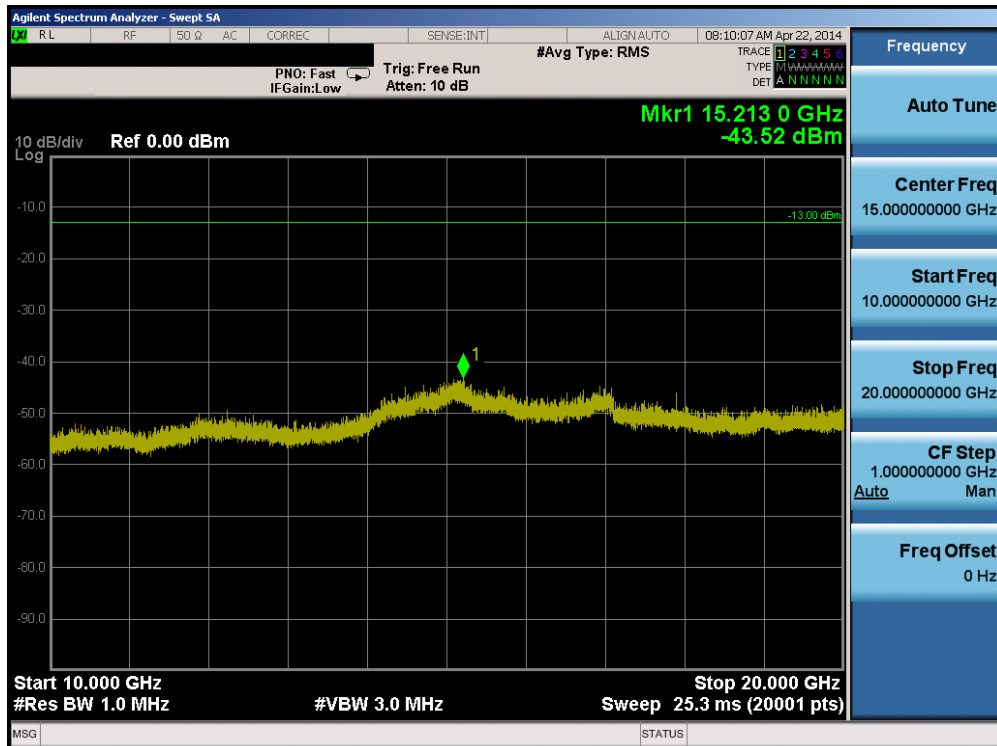 Agilent Spectrum Analyzer - Swept SA
LXI RL RF 50 Ω AC CORREC SENSE:INT ALIGN AUTO 08:10:07 AM Apr 22, 2014
#Avg Type: RMS TRACE 1 2 3 4 5 6
PNO: Fast Trig: Free Run TYPE M W W W W W
IFGain:Low Atten: 10 dB DET A N N N N N
Mkr1 15.213 0 GHz
-43.52 dBm
10 dB/div Ref 0.00 dBm
Log
-10.0
-13.00 dBm
-20.0
-30.0
-40.0
1
-50.0
-60.0
-70.0
-80.0
-90.0
Start 10.000 GHz Stop 20.000 GHz
#Res BW 1.0 MHz #VBW 3.0 MHz Sweep 25.3 ms (20001 pts)
MSG STATUS
Frequency
Auto Tune
Center Freq
15.000000000 GHz
Start Freq
10.000000000 GHz
Stop Freq
20.000000000 GHz
CF Step
1.000000000 GHz
Auto Man
Freq Offset
0 Hz